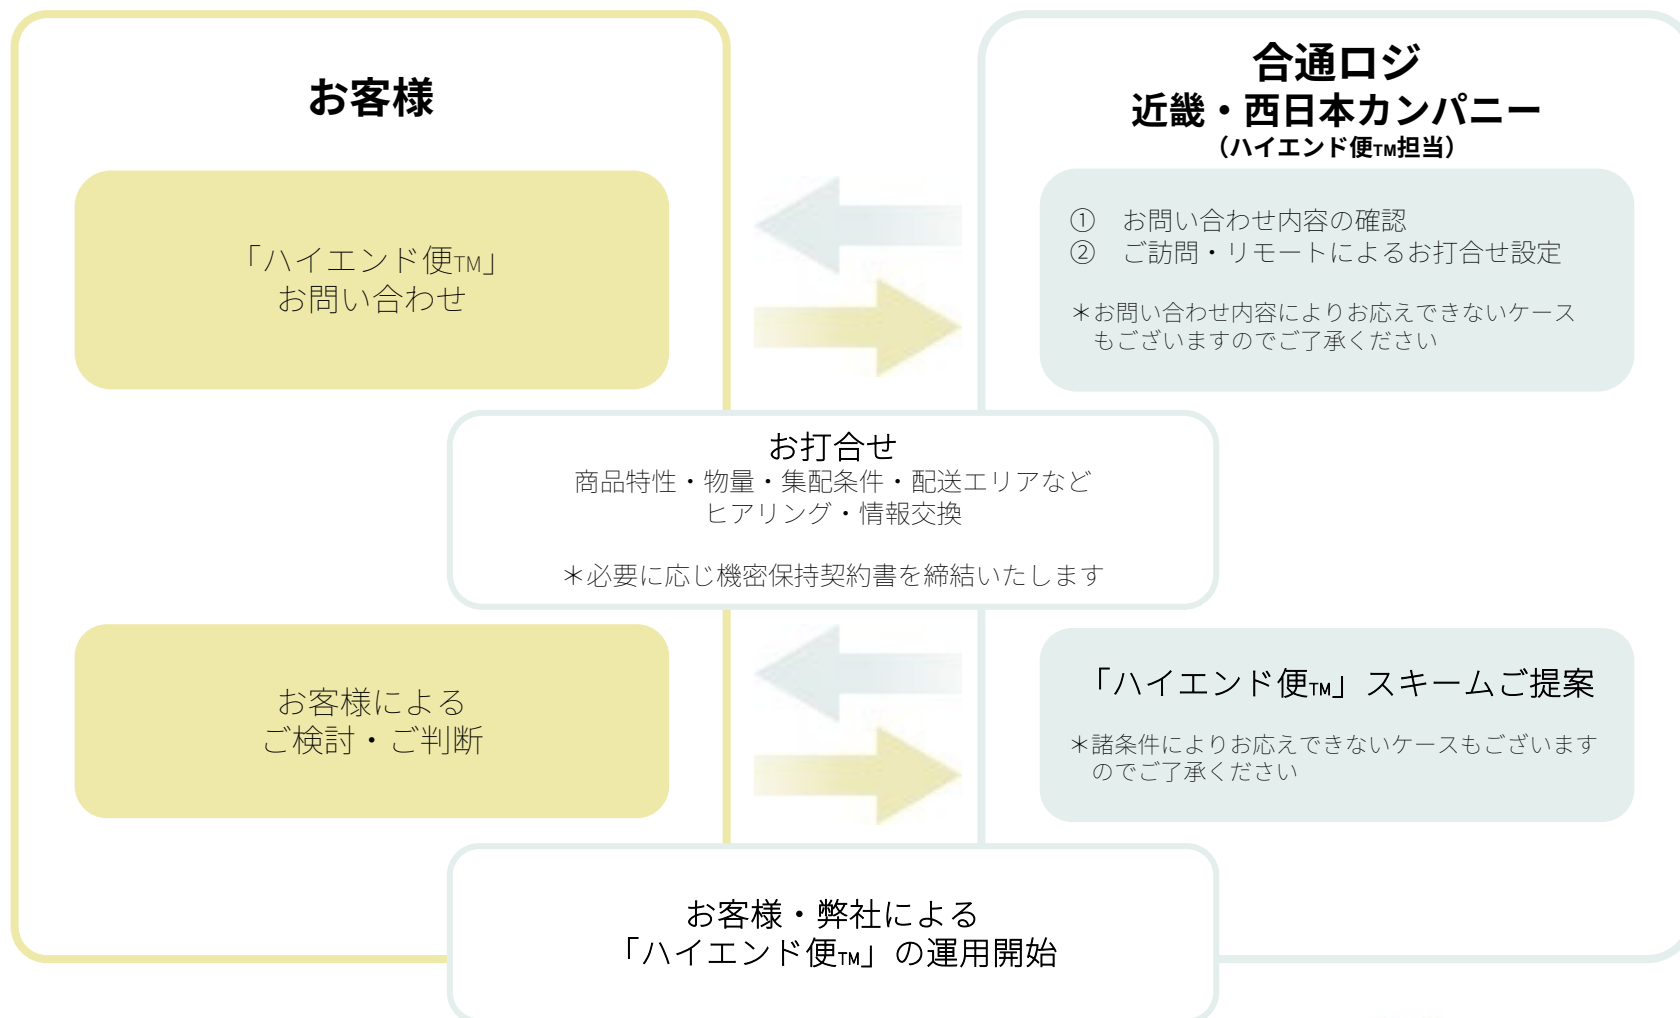 お客様
「ハイエンド便TM」
お問い合わせ
合通ロジ
近畿・西日本カンパニー
（ハイエンド便TM担当）
① お問い合わせ内容の確認
② ご訪問・リモートによるお打合せ設定
＊お問い合わせ内容によりお応えできないケース
もございますのでご了承ください
お打合せ
商品特性・物量・集配条件・配送エリアなど
ヒアリング・情報交換
＊必要に応じ機密保持契約書を締結いたします
お客様による
ご検討・ご判断
「ハイエンド便TM」スキームご提案
＊諸条件によりお応えできないケースもございます
のでご了承ください
お客様・弊社による
「ハイエンド便TM」の運用開始